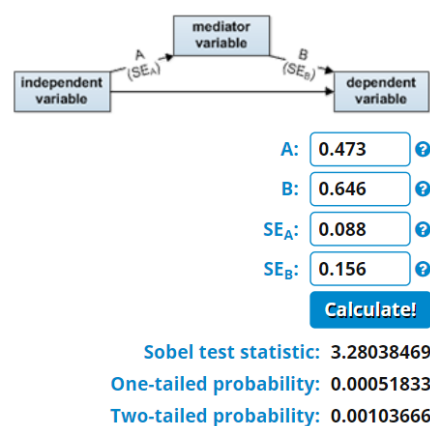 mediator
variable
A
(SEA)
B
(SEB)
independent
variable
dependent
variable
A: 0.473 ?
B: 0.646 ?
SEA: 0.088 ?
SEB: 0.156 ?
Calculate!
Sobel test statistic: 3.28038469
One-tailed probability: 0.00051833
Two-tailed probability: 0.00103666